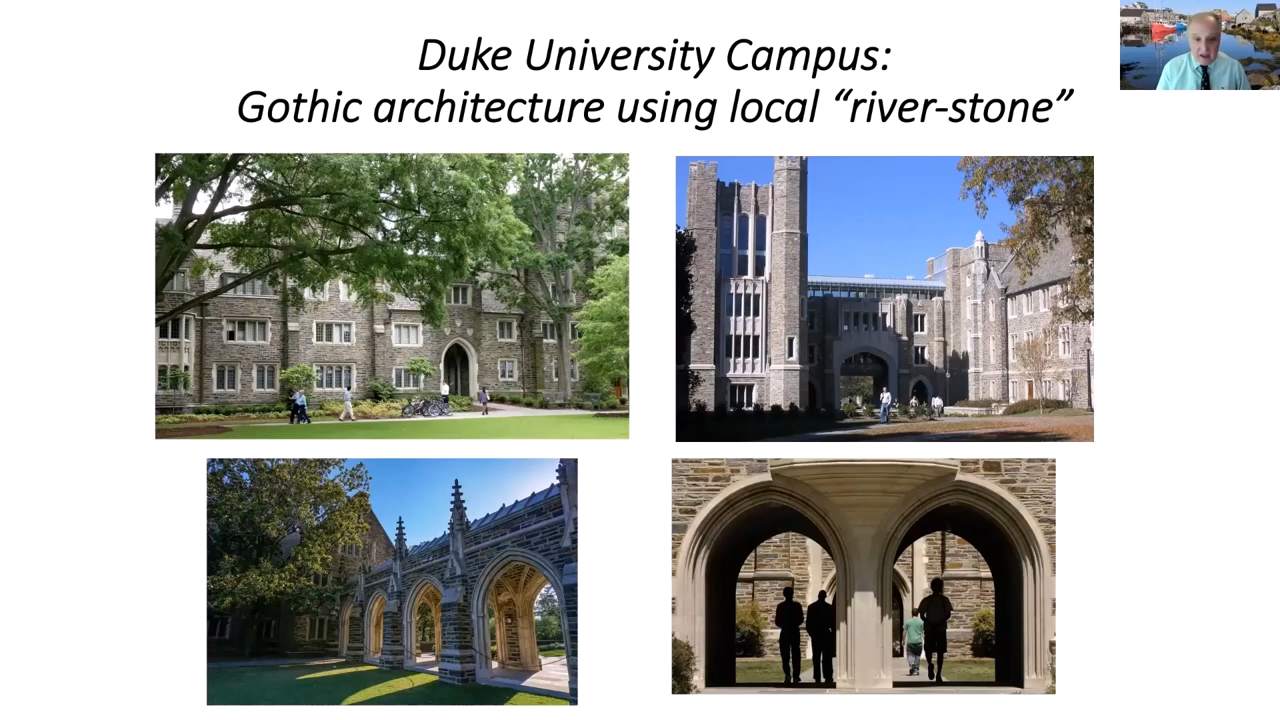 Duke University Campus:
Gothic architecture using local “river-stone”